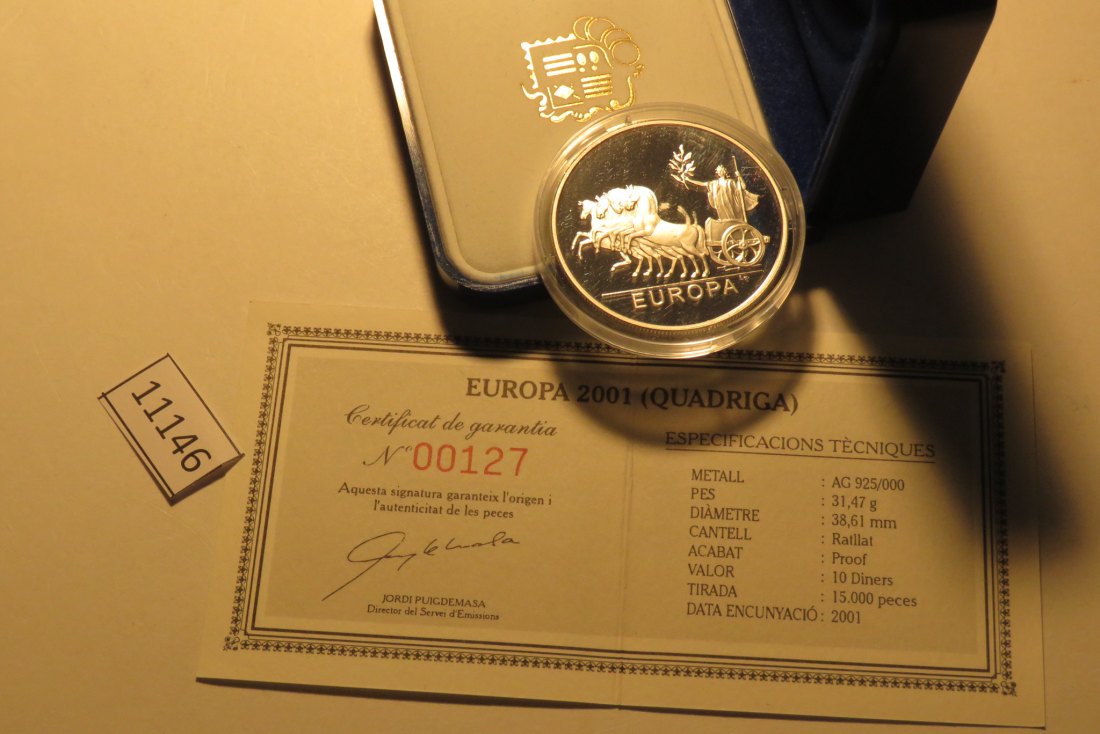 EUROPA
11146
EUROPA 2001 (QUADRIGA)
Certificat de garantia
Nº 00127
Aquesta signatura garanteix l'origen i
l'autenticitat de les peces
JORDI PUIGDEMASA
Director del Servei d'Emissions
ESPECIFICACIONS TÈCNIQUES
METALL : AG 925/000
PES : 31,47 g
DIÀMETRE : 38,61 mm
CANTELL : Ratllat
ACABAT : Proof
VALOR : 10 Diners
TIRADA : 15.000 peces
DATA ENCUNYACIÓ : 2001